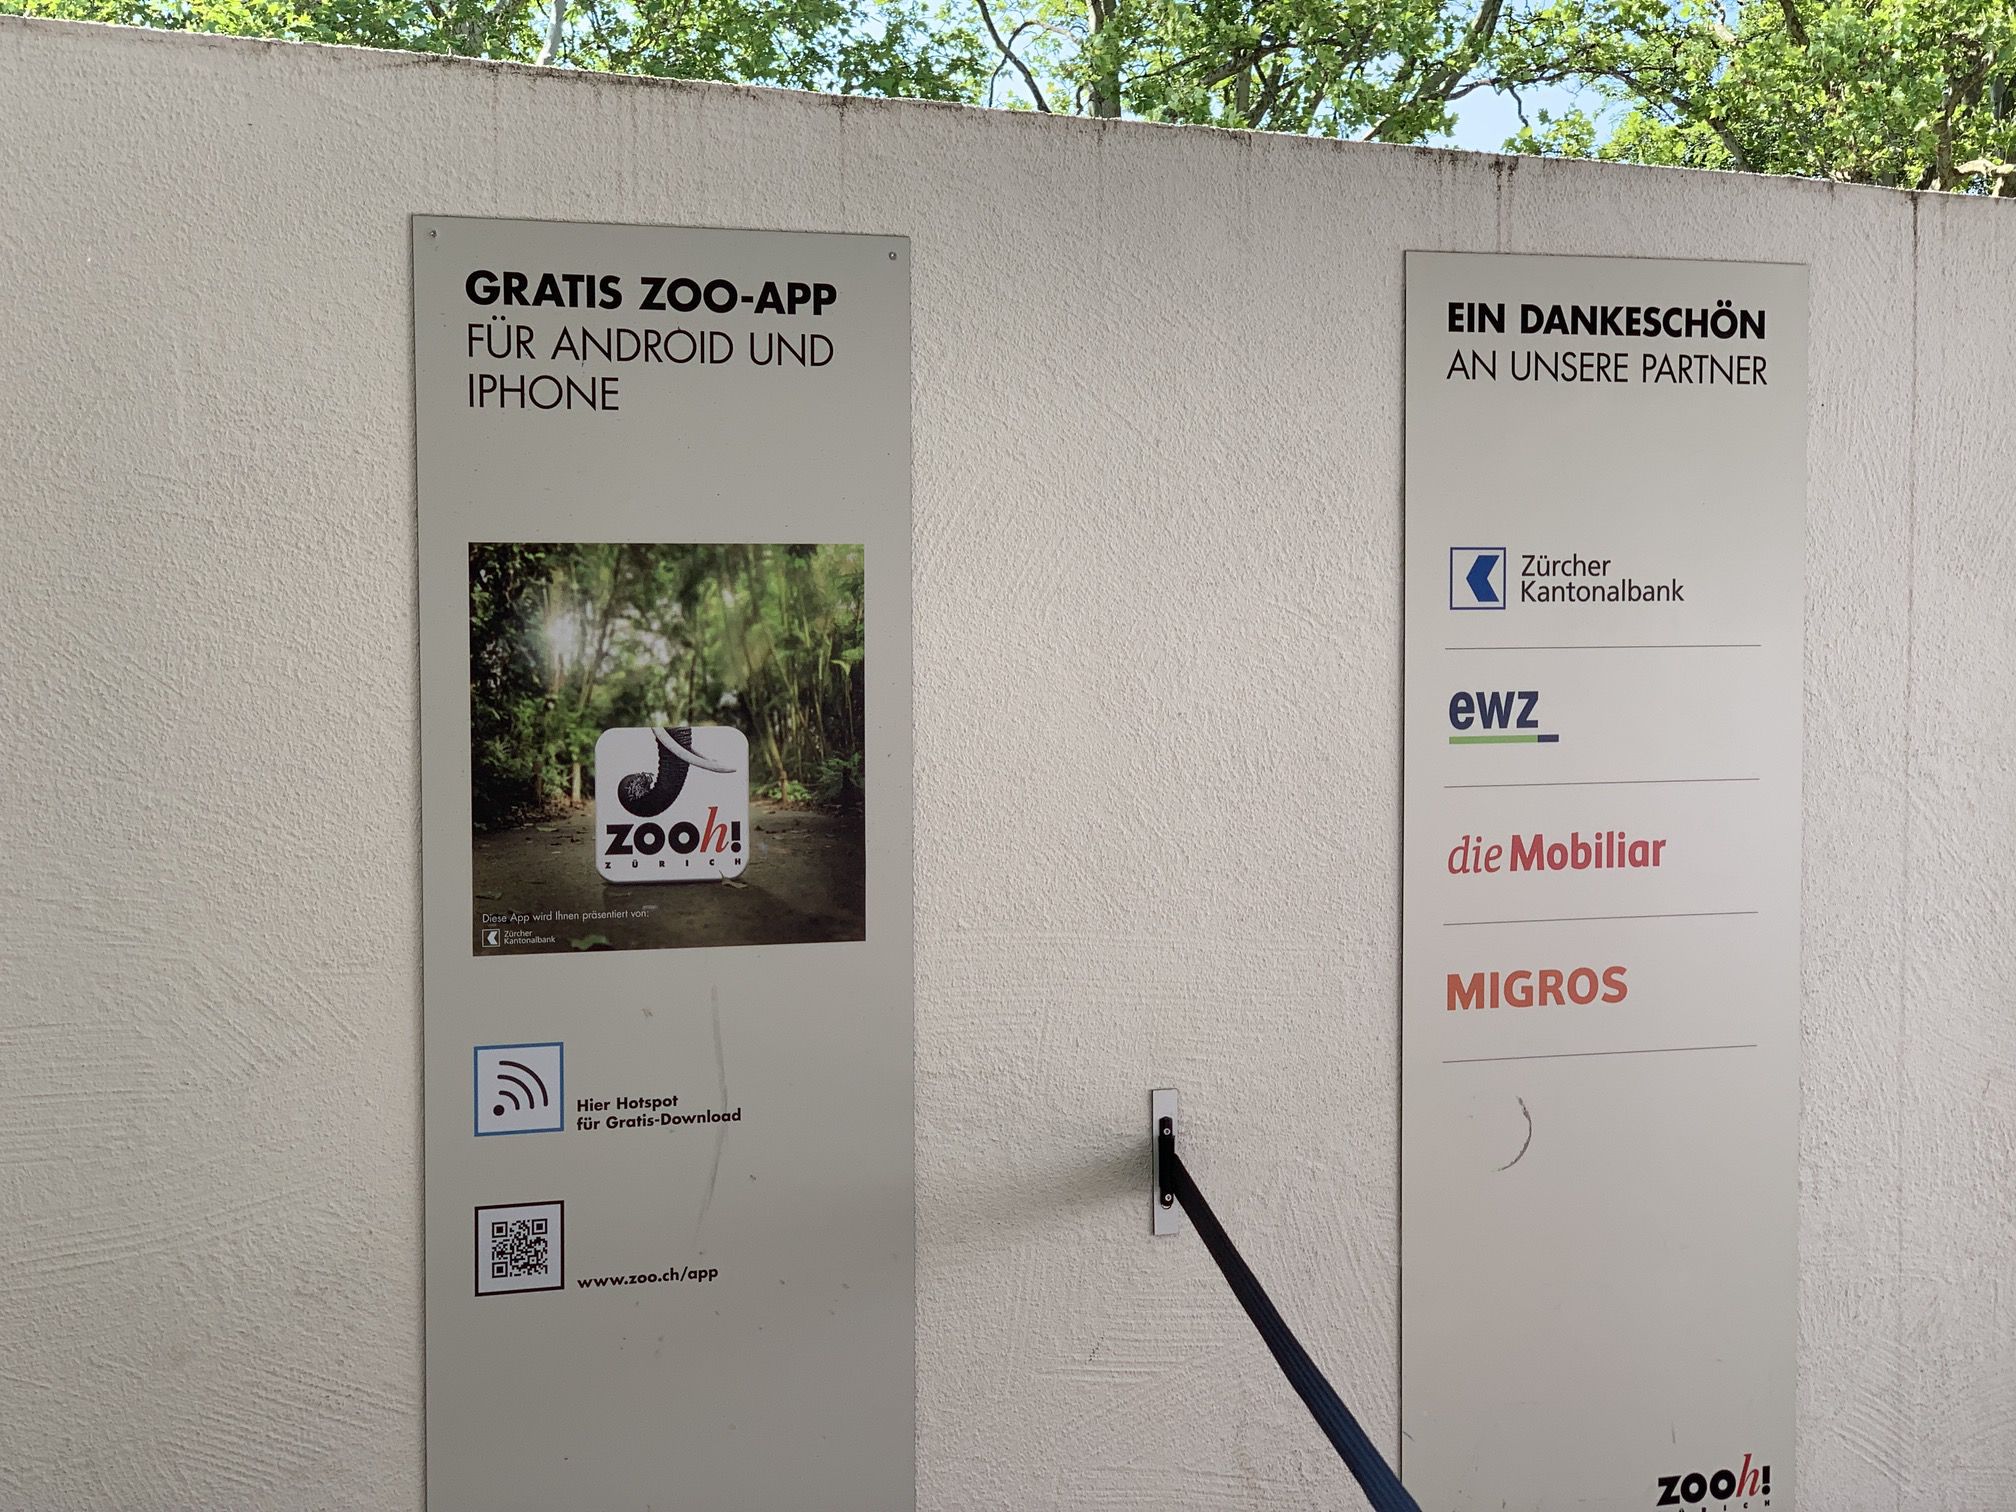 GRATIS ZOO-APP
FÜR ANDROID UND
IPHONE
zooh!
ZÜRICH
Diese App wird Ihnen präsentiert von:
Zürcher
Kantonalbank
Hier Hotspot
für Gratis-Download
www.zoo.ch/app
EIN DANKESCHÖN
AN UNSERE PARTNER
Zürcher
Kantonalbank
ewz
die Mobiliar
MIGROS
zooh!